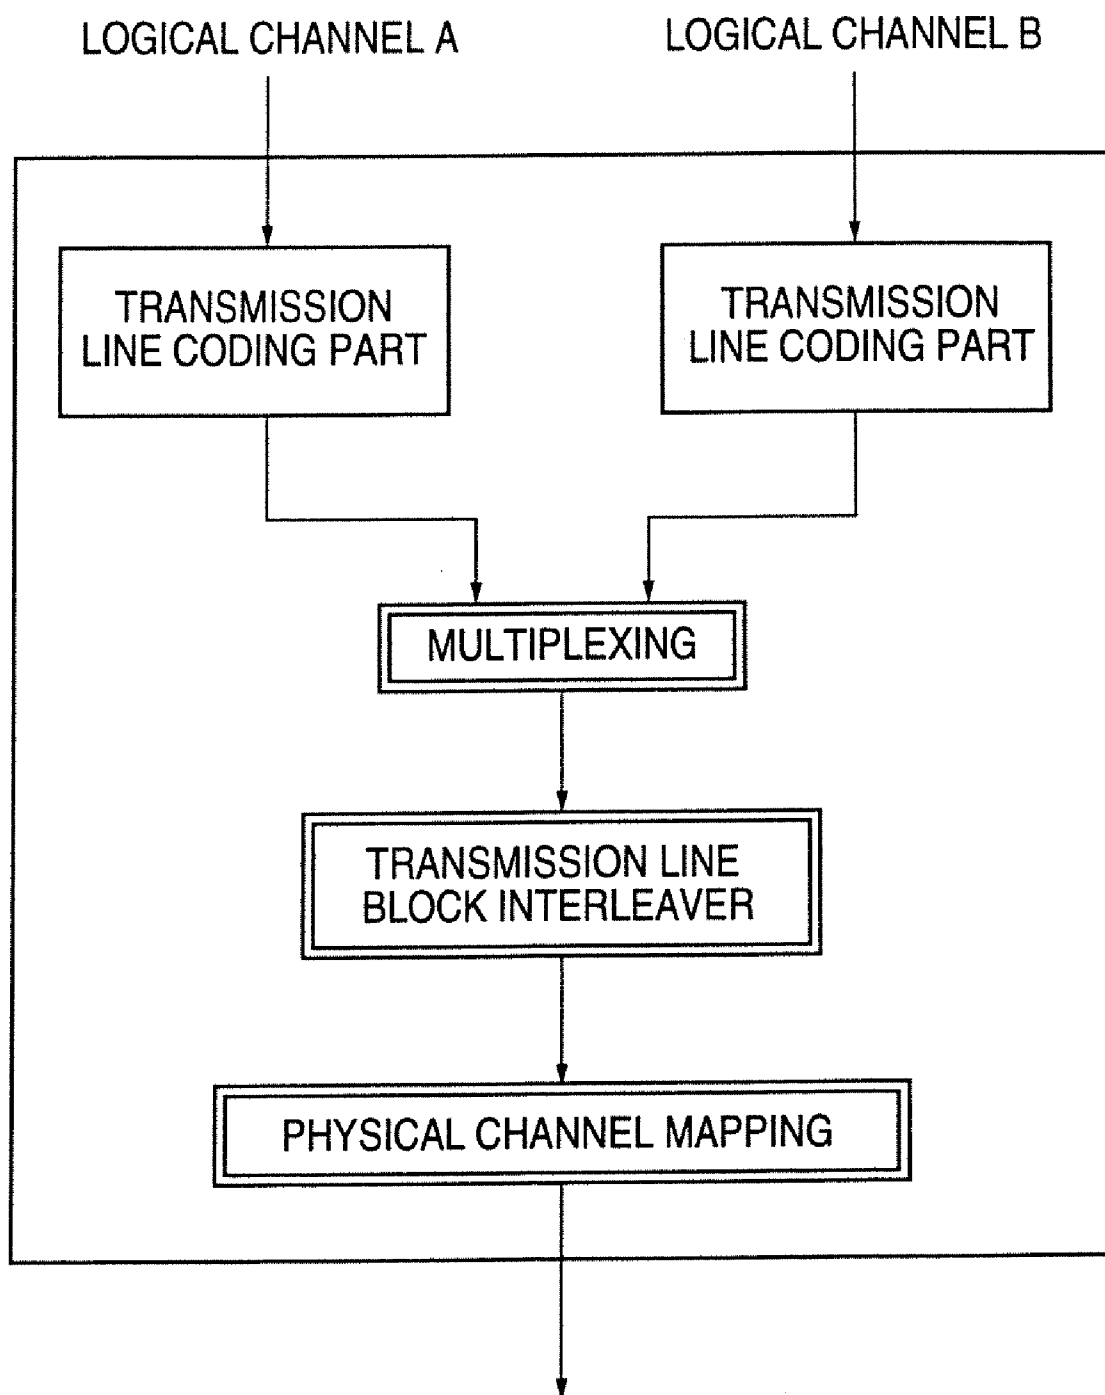 LOGICAL CHANNEL A
LOGICAL CHANNEL B
TRANSMISSION
LINE CODING PART
TRANSMISSION
LINE CODING PART
MULTIPLEXING
TRANSMISSION LINE
BLOCK INTERLEAVER
PHYSICAL CHANNEL MAPPING